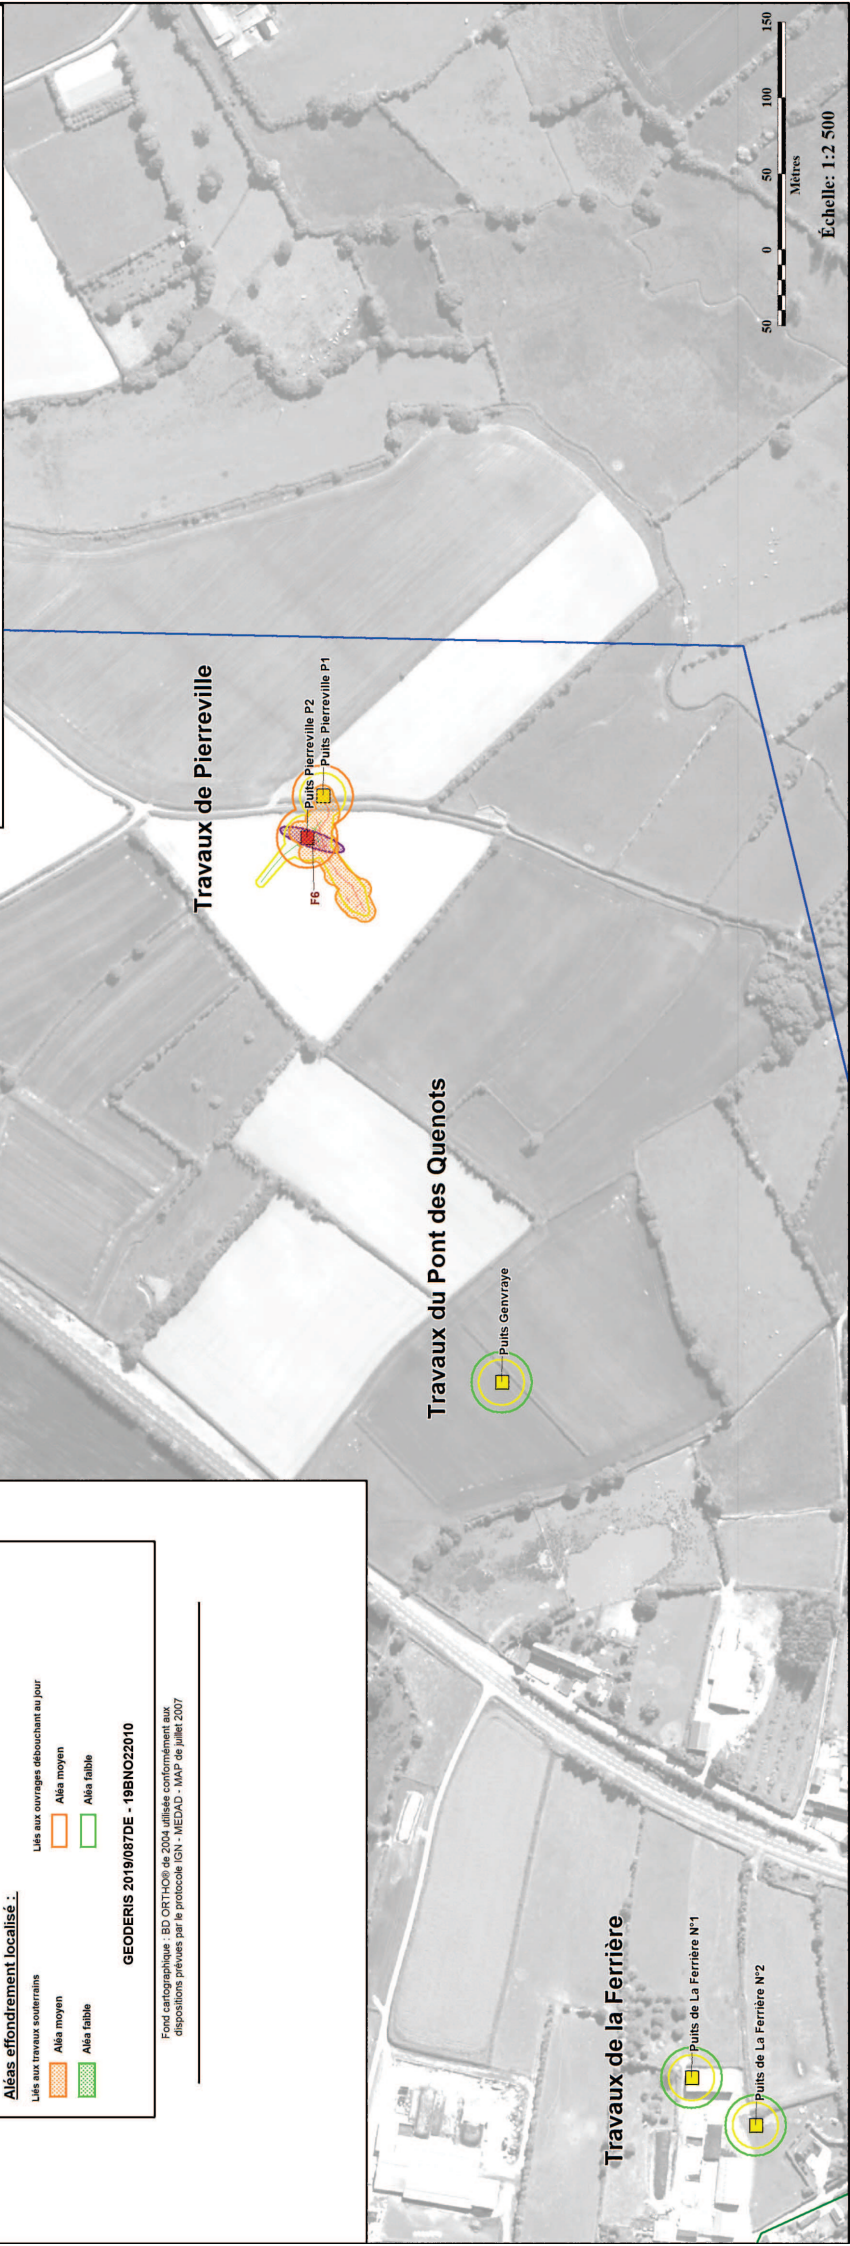 Aléas effondrement localisé :
Liés aux travaux souterrains
Aléa moyen
Aléa faible
Liés aux ouvrages débouchant au jour
Aléa moyen
Aléa faible
GEODERIS 2019/087DE - 19BNO22010
Fond cartographique : BD ORTHO® de 2004 utilisée conformément aux
dispositions prévues par le protocole IGN - MEDAD - MAP de juillet 2007
Travaux de Pierreville
Puits Pierreville P2
Puits Pierreville P1
F6
Travaux du Pont des Quenots
Puits Genvraye
Travaux de la Ferrière
Puits de La Ferrière N°1
Puits de La Ferrière N°2
50 0 50 100 150
Mètres
Échelle: 1:2 500